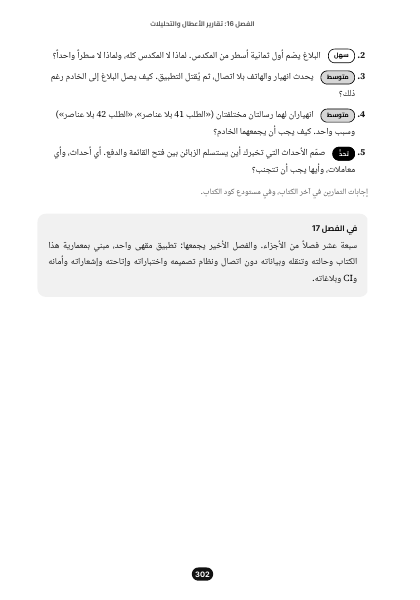 الفصل 16: تقارير الأعطال والتحليلات
2. سهل البلاغ يضم أول ثمانية أسطر من المكدس. لماذا لا المكدس كله، ولماذا لا سطراً واحداً؟
3. متوسط يحدث انهيار والهاتف بلا اتصال، ثم يُقتل التطبيق. كيف يصل البلاغ إلى الخادم رغم
ذلك؟
4. متوسط انهياران لهما رسالتان مختلفتان («الطلب 41 بلا عناصر»، «الطلب 42 بلا عناصر»)
وسبب واحد. كيف يجب أن يجمعهما الخادم؟
5. تحدٍّ صمّم الأحداث التي تخبرك أين يستسلم الزبائن بين فتح القائمة والدفع. أي أحداث، وأي
معاملات، وأيها يجب أن تتجنب؟
إجابات التمارين في آخر الكتاب، وفي مستودع كود الكتاب.
في الفصل 17
سبعة عشر فصلاً من الأجزاء. والفصل الأخير يجمعها: تطبيق مقهى واحد، مبني بمعمارية هذا
الكتاب وحالته وتنقله وبياناته دون اتصال ونظام تصميمه واختباراته وإتاحته وإشعاراته وأمانه
وCI وبلاغاته.
302